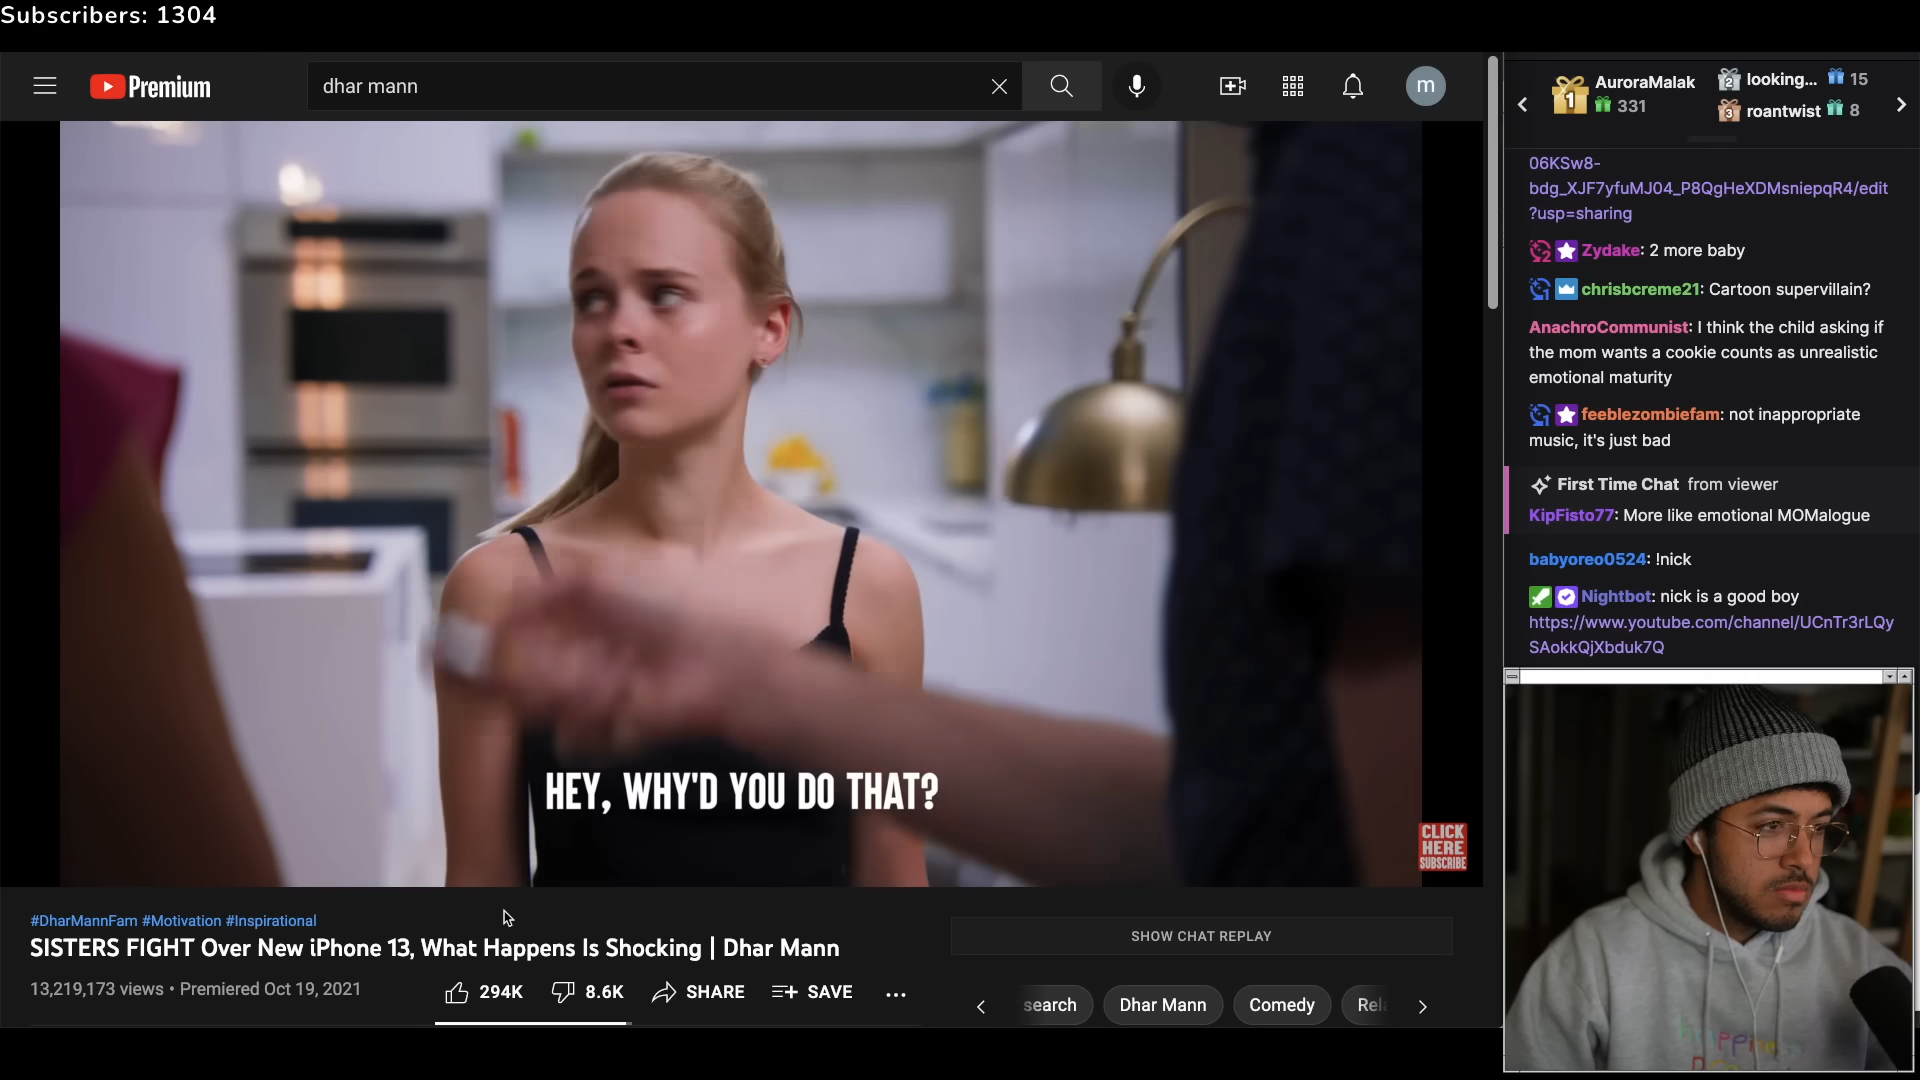 Subscribers: 1304
Premium
dhar mann
m
1
AuroraMalak
331
2
looking...
15
3
roantwist
8
06KSw8-
bdg_XJF7yfuMJ04_P8QgHeXDMsniepqR4/edit
?usp=sharing
2
Zydake: 2 more baby
chrisbcreme21: Cartoon supervillain?
AnachroCommunist: I think the child asking if
the mom wants a cookie counts as unrealistic
emotional maturity
feeblezombiefam: not inappropriate
music, it's just bad
First Time Chat from viewer
KipFisto77: More like emotional MOMalogue
babyoreo0524: !nick
Nightbot: nick is a good boy
https://www.youtube.com/channel/UCnTr3rLQy
SAokkQjXbduk7Q
HEY, WHY'D YOU DO THAT?
CLICK
HERE
SUBSCRIBE
#DharMannFam #Motivation #Inspirational
SISTERS FIGHT Over New iPhone 13, What Happens Is Shocking | Dhar Mann
13,219,173 views • Premiered Oct 19, 2021
294K
8.6K
SHARE
SAVE
SHOW CHAT REPLAY
search
Dhar Mann
Comedy